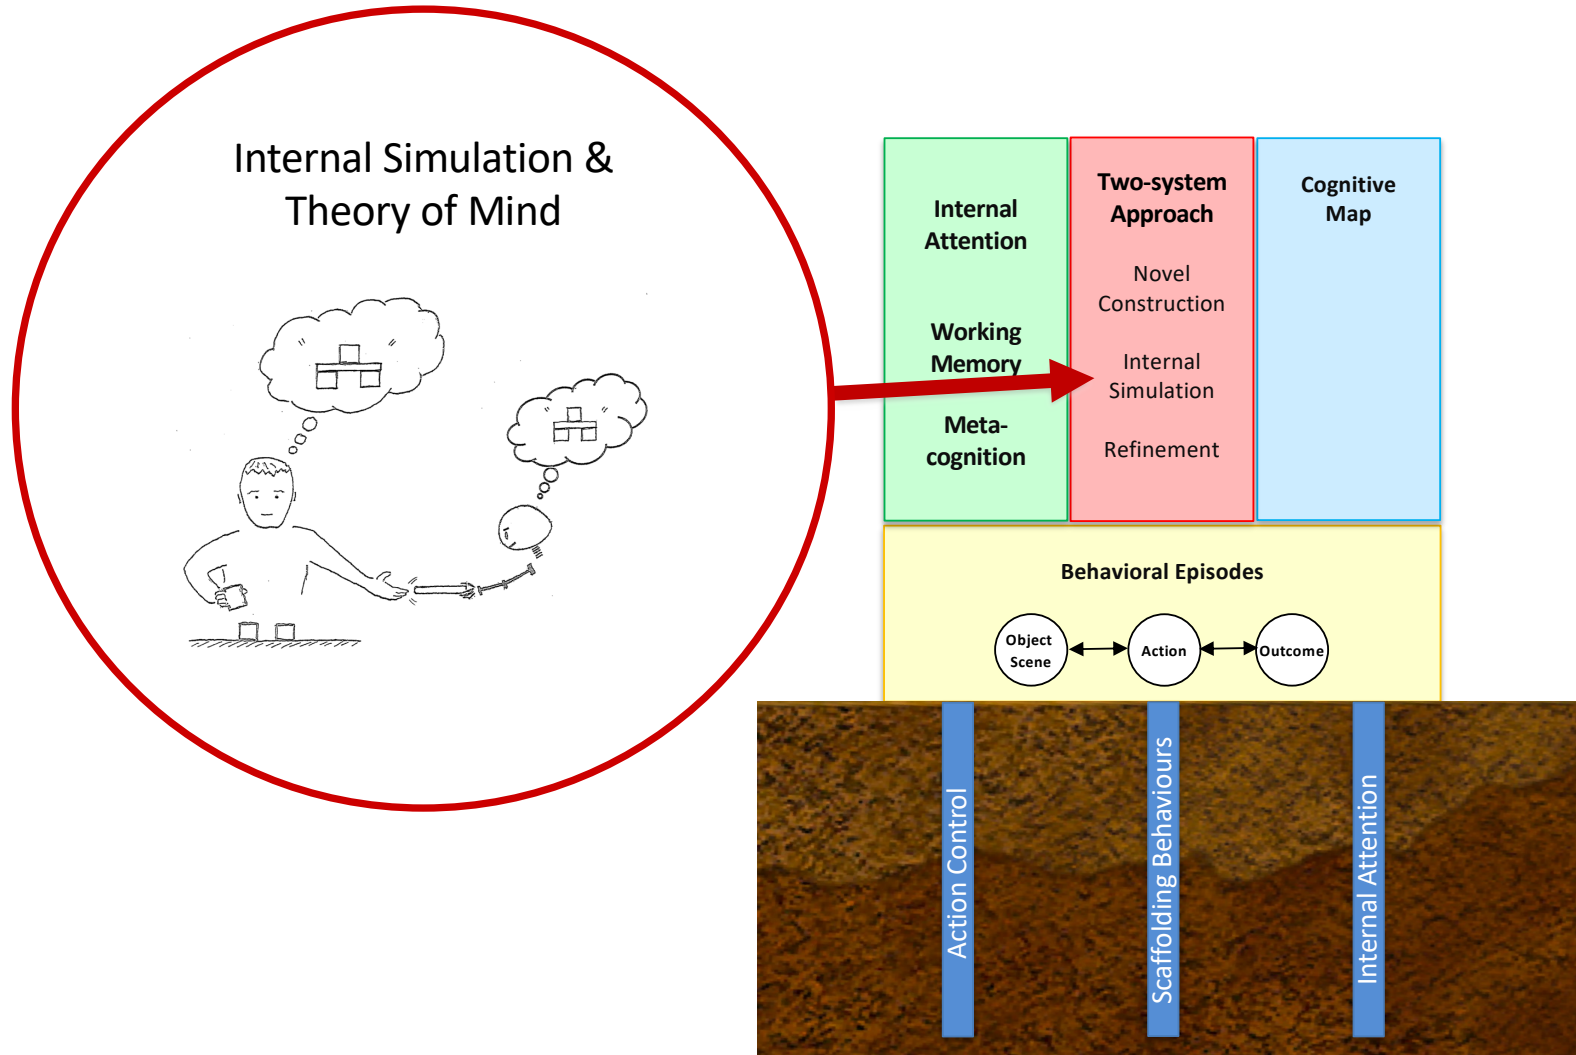 Internal Simulation &
Theory of Mind
Internal
Attention
Working
Memory
Meta-
cognition
Two-system
Approach
Novel
Construction
Internal
Simulation
Refinement
Cognitive
Map
Behavioral Episodes
Object
Scene
Action
Outcome
Action Control
Scaffolding Behaviours
Internal Attention